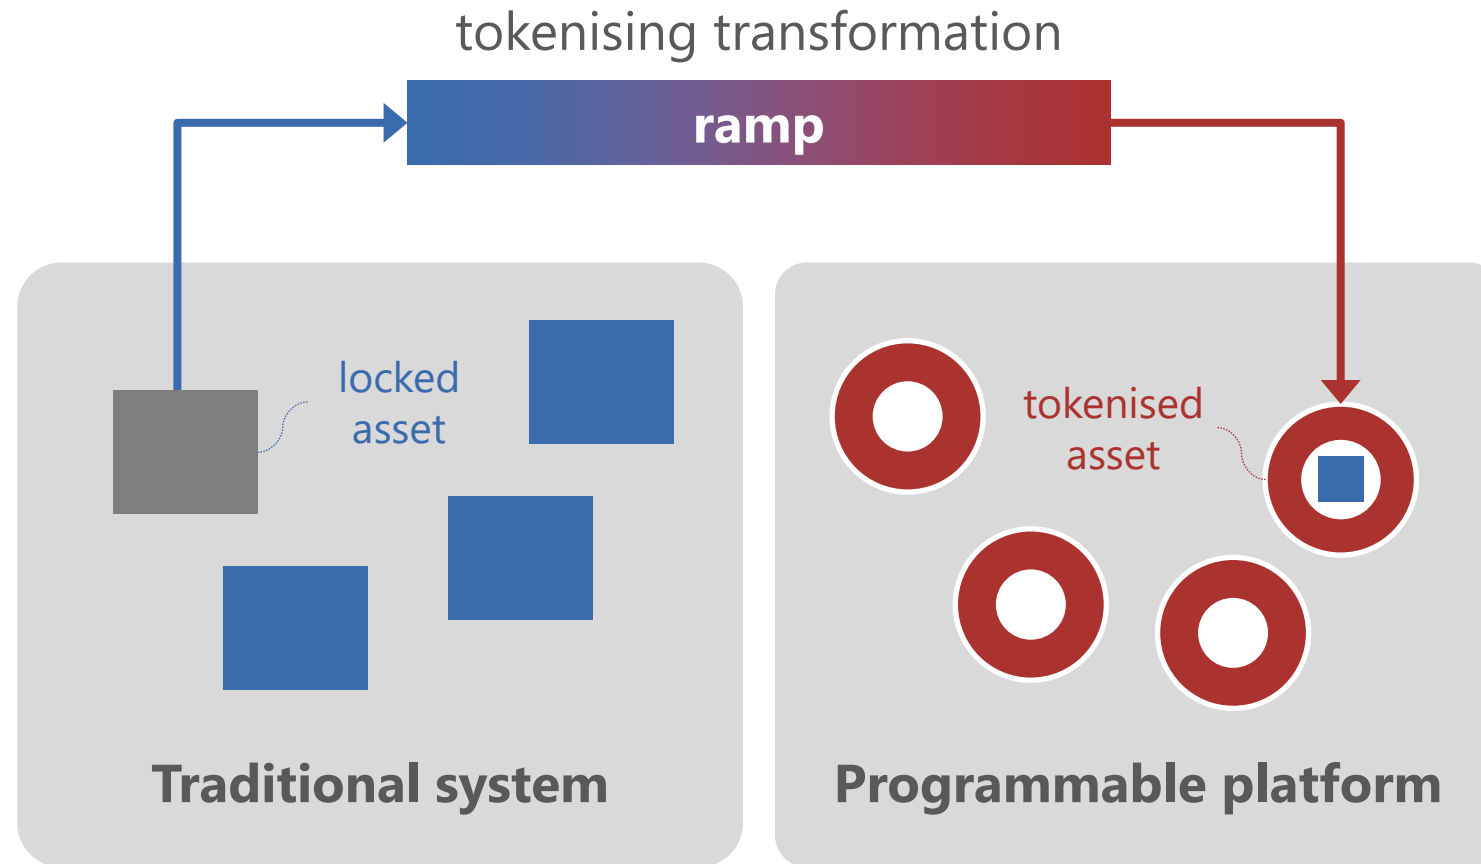 tokenising transformation
ramp
locked
asset
tokenised
asset
Traditional system
Programmable platform